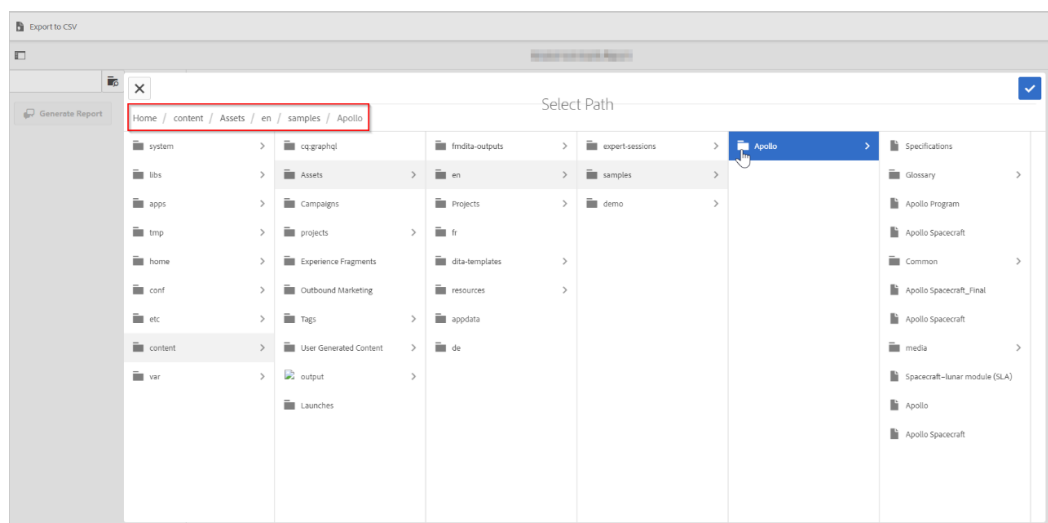 Export to CSV
Select Path
Generate Report
Home / content / Assets / en / samples / Apollo
system
libs
apps
tmp
home
conf
etc
content
var
cq:graphql
Assets
Campaigns
projects
Experience Fragments
Outbound Marketing
Tags
User Generated Content
output
Launches
fmdita-outputs
en
Projects
fr
dita-templates
resources
appdata
de
expert-sessions
samples
demo
Apollo
Specifications
Glossary
Apollo Program
Apollo Spacecraft
Common
Apollo Spacecraft_Final
Apollo Spacecraft
media
Spacecraft–lunar module (SLA)
Apollo
Apollo Spacecraft